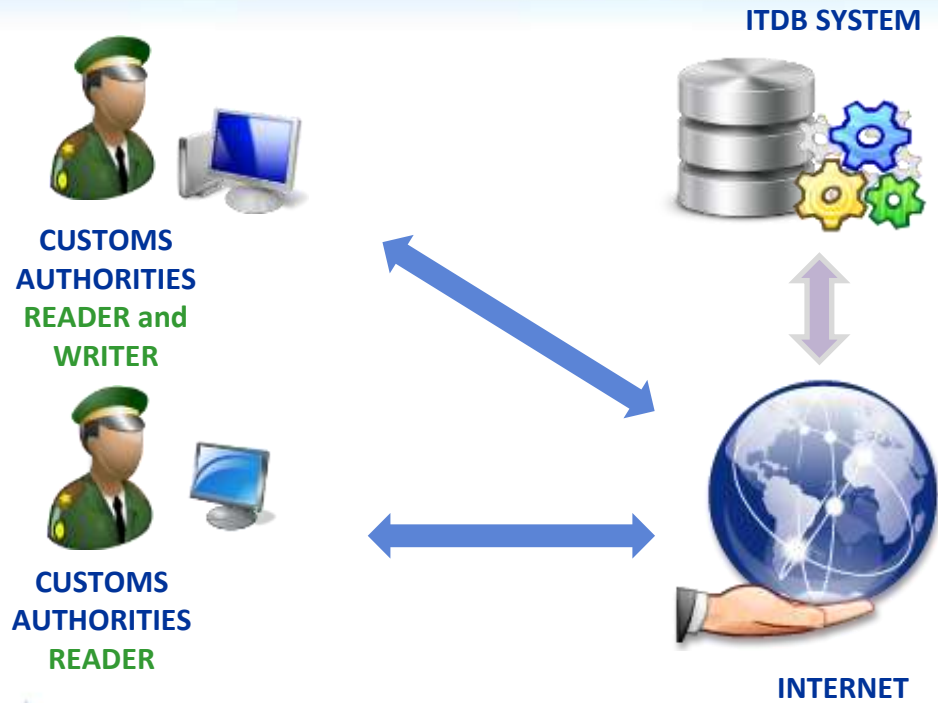 ITDB SYSTEM
CUSTOMS
AUTHORITIES
READER and
WRITER
CUSTOMS
AUTHORITIES
READER
INTERNET